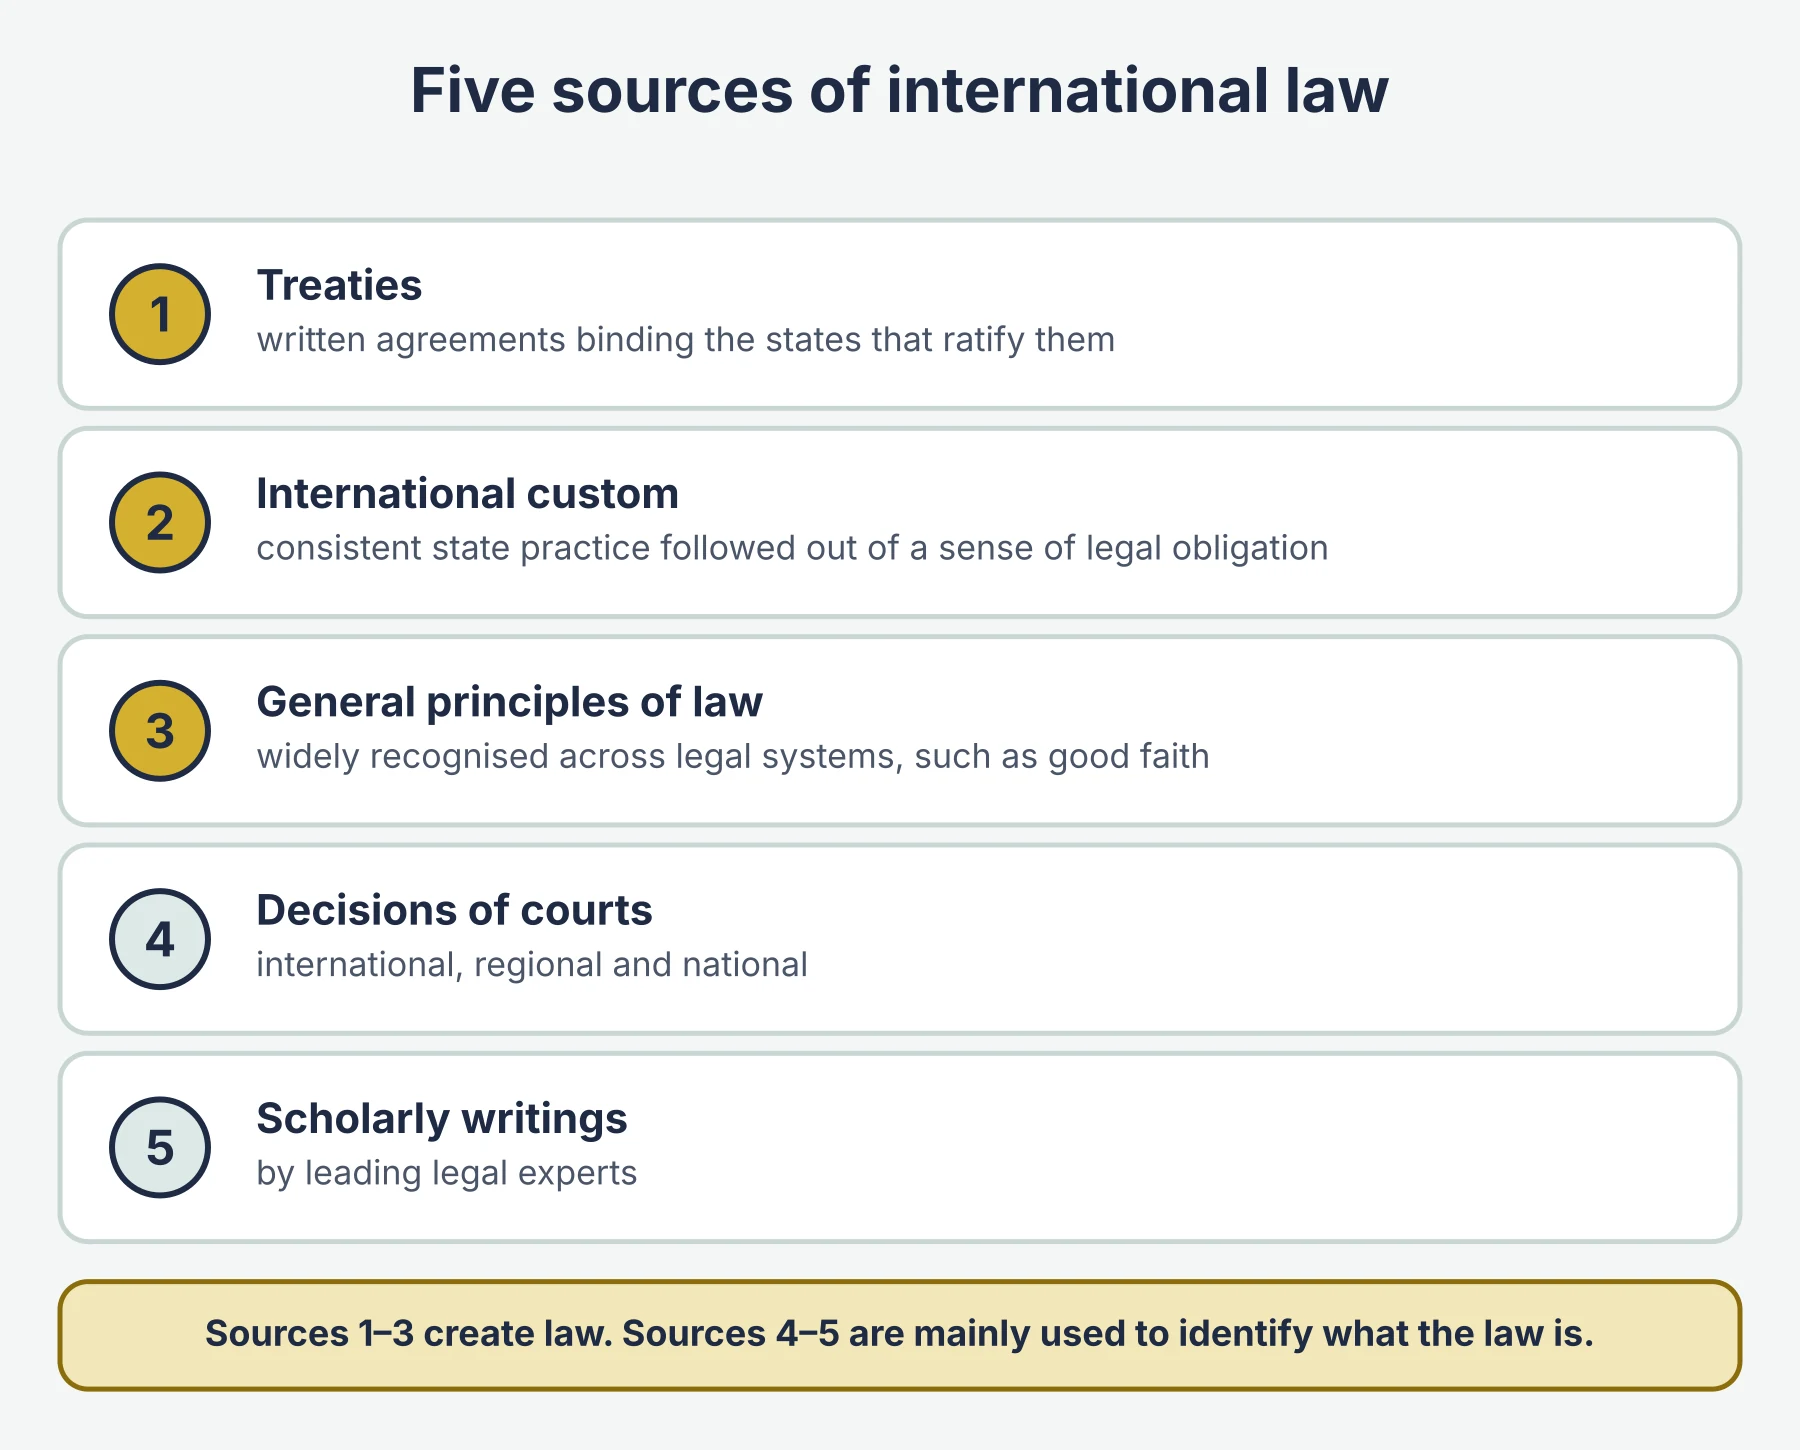 Five sources of international law
1
Treaties
written agreements binding the states that ratify them
2
International custom
consistent state practice followed out of a sense of legal obligation
3
General principles of law
widely recognised across legal systems, such as good faith
4
Decisions of courts
international, regional and national
5
Scholarly writings
by leading legal experts
Sources 1–3 create law. Sources 4–5 are mainly used to identify what the law is.